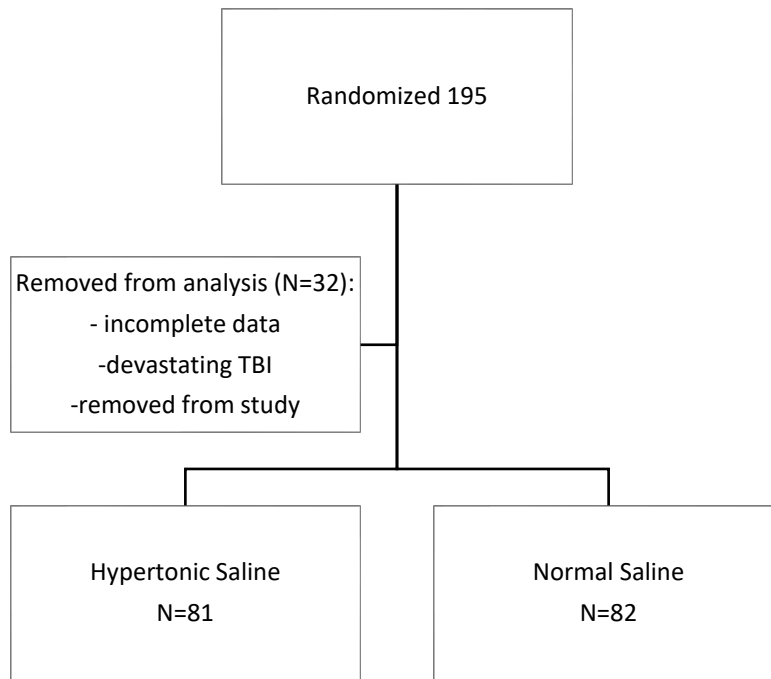 Randomized 195
Removed from analysis (N=32):
- incomplete data
-devastating TBI
-removed from study
Hypertonic Saline
N=81
Normal Saline
N=82